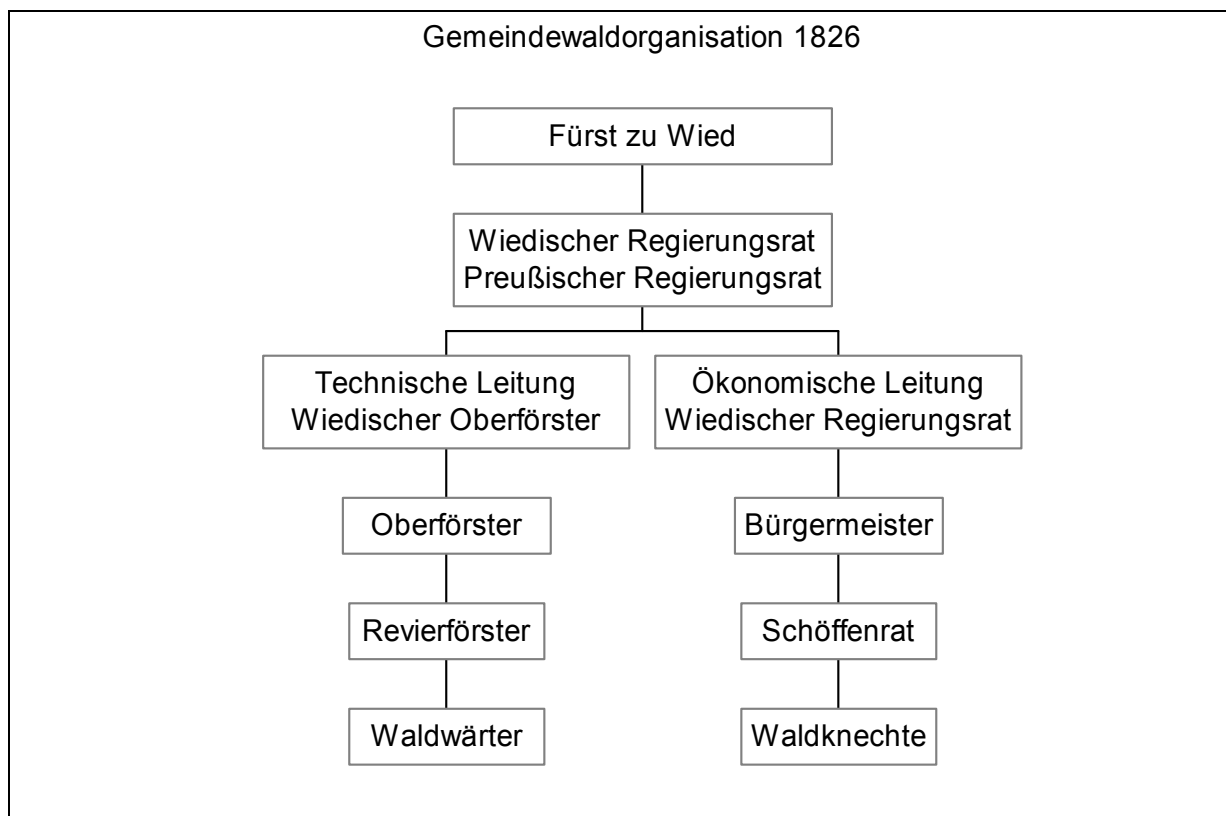 Gemeindewaldorganisation 1826
Fürst zu Wied
Wiedischer Regierungsrat
Preußischer Regierungsrat
Technische Leitung
Wiedischer Oberförster
Ökonomische Leitung
Wiedischer Regierungsrat
Oberförster
Bürgermeister
Revierförster
Schöffenrat
Waldwärter
Waldknechte